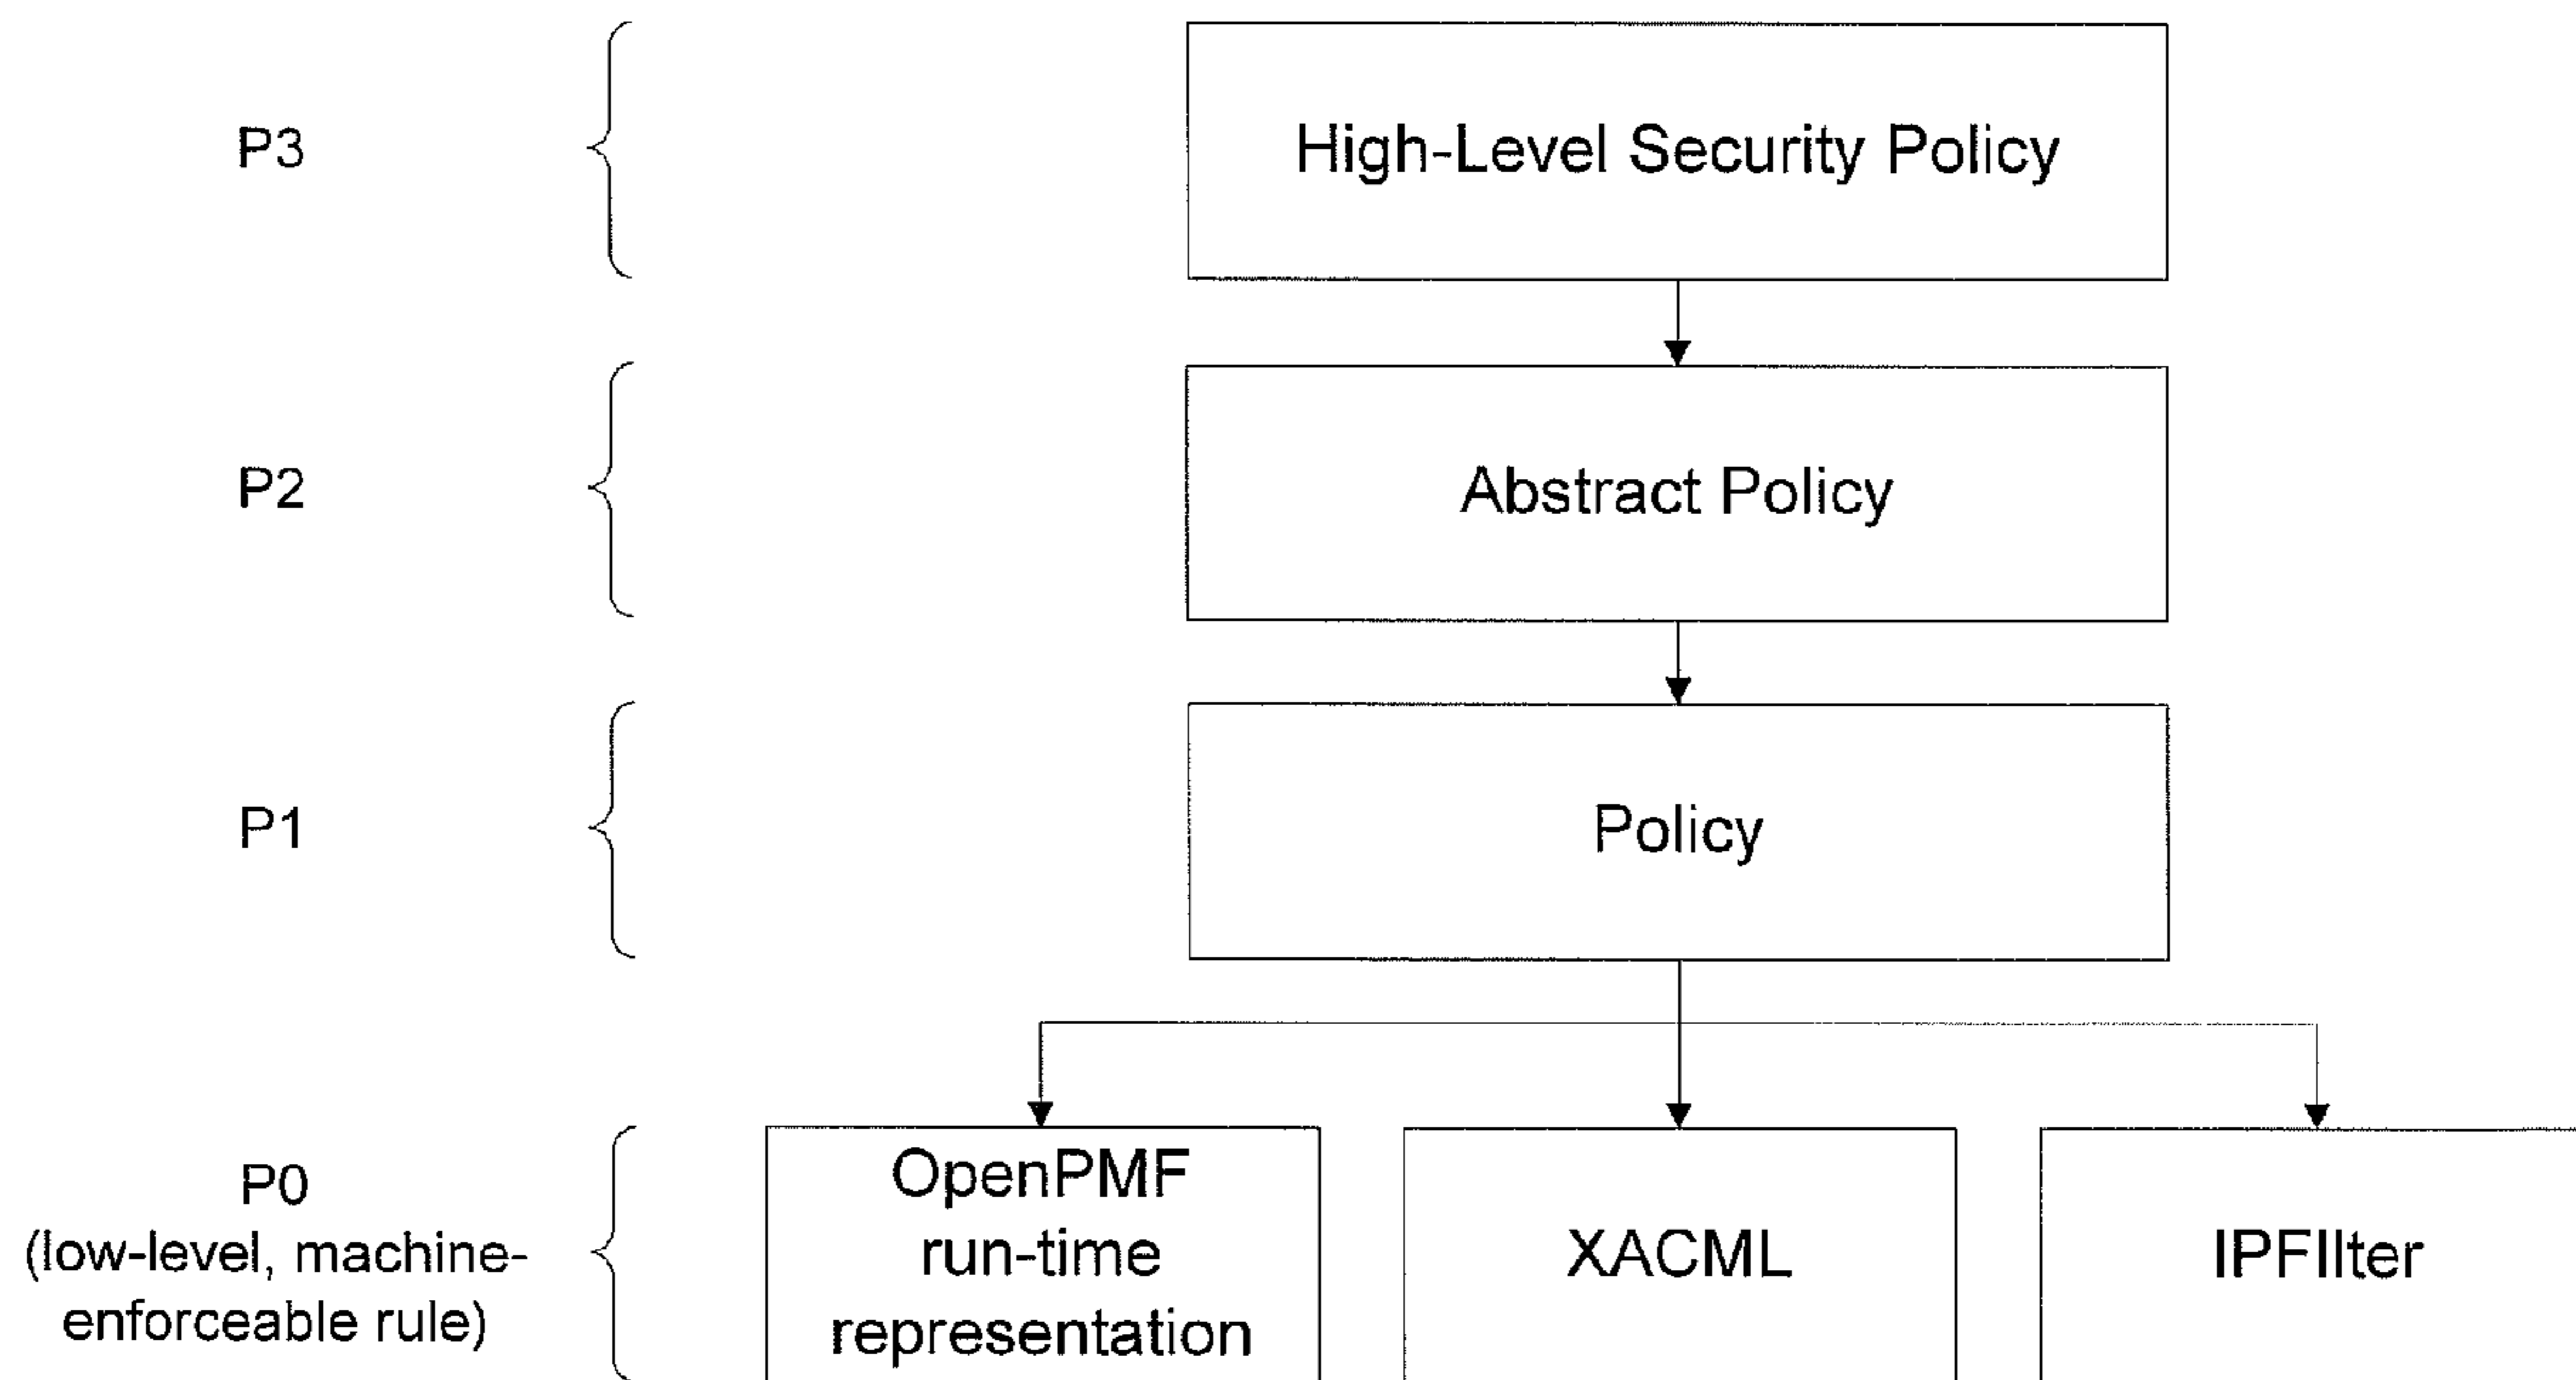 P3
High-Level Security Policy
P2
Abstract Policy
P1
Policy
P0
(low-level, machine-
enforceable rule)
OpenPMF
run-time
representation
XACML
IPFIlter